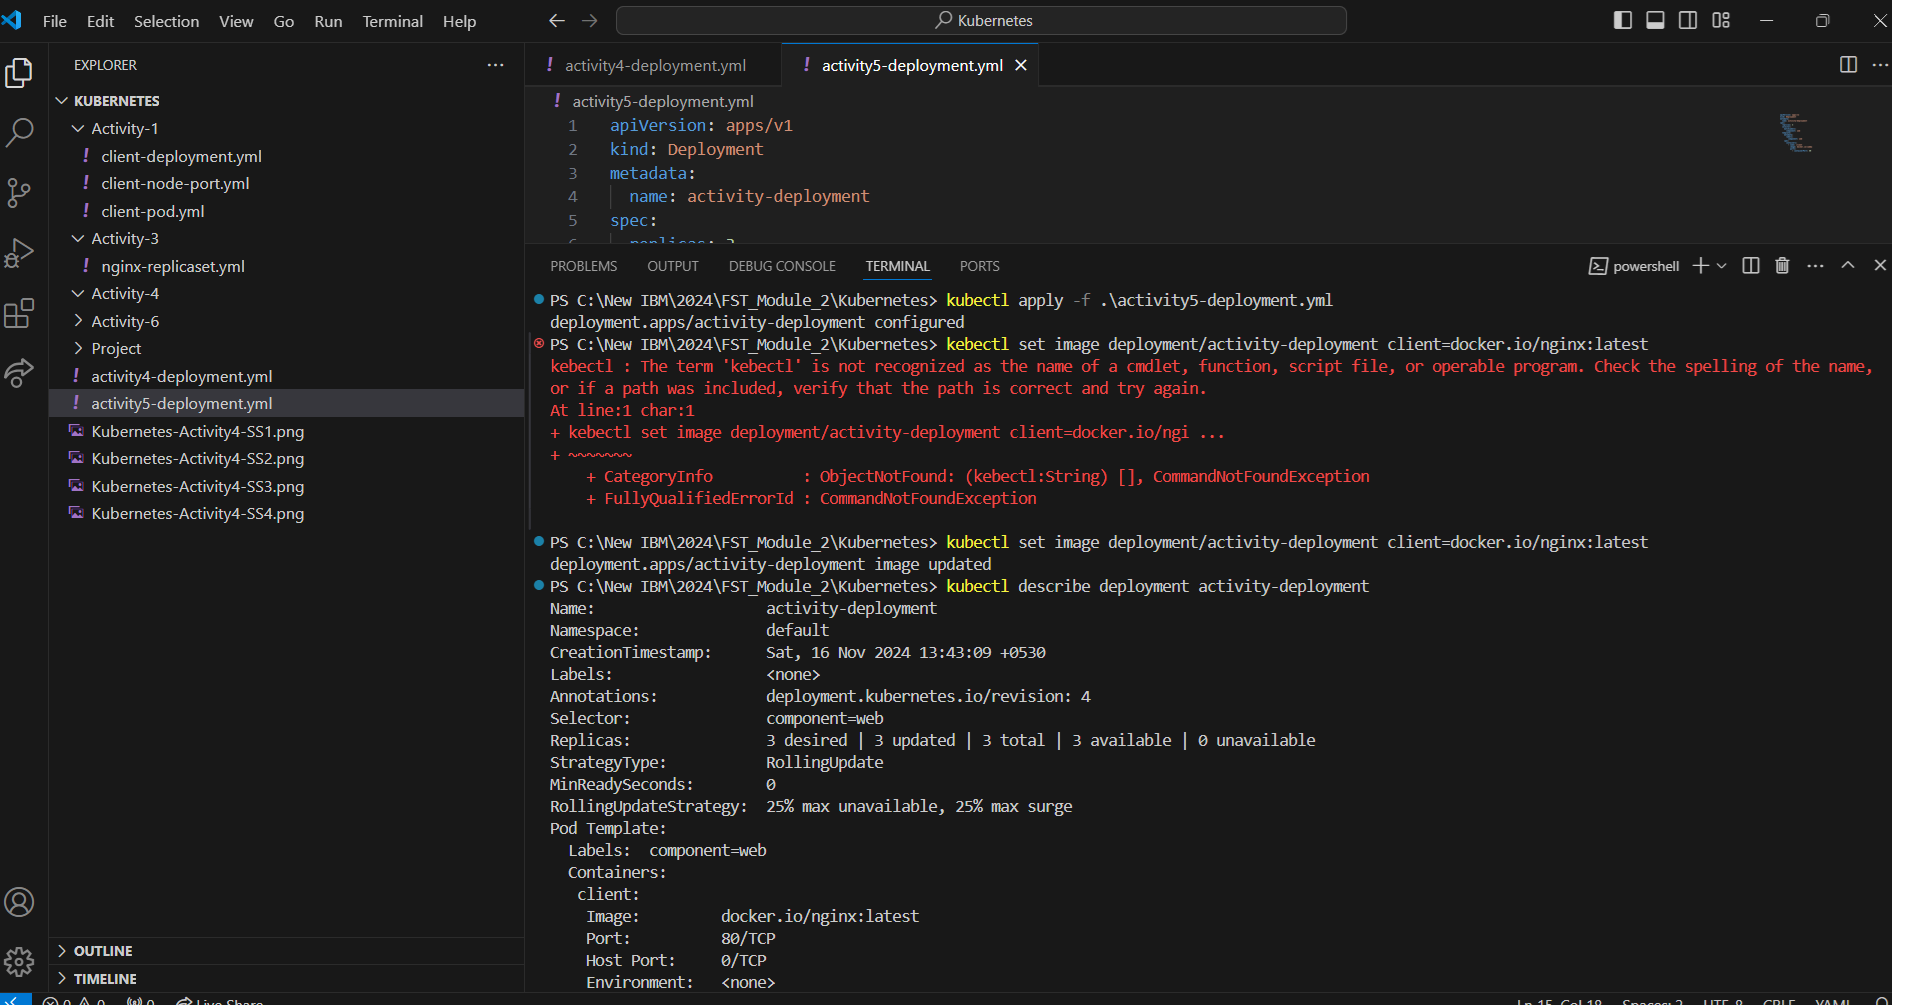 File Edit Selection View Go Run Terminal Help
Kubernetes
EXPLORER
KUBERNETES
Activity-1
! client-deployment.yml
! client-node-port.yml
! client-pod.yml
Activity-3
! nginx-replicaset.yml
Activity-4
Activity-6
Project
! activity4-deployment.yml
! activity5-deployment.yml
Kubernetes-Activity4-SS1.png
Kubernetes-Activity4-SS2.png
Kubernetes-Activity4-SS3.png
Kubernetes-Activity4-SS4.png
OUTLINE
TIMELINE
! activity4-deployment.yml ! activity5-deployment.yml
! activity5-deployment.yml
1 apiVersion: apps/v1
2 kind: Deployment
3 metadata:
4 name: activity-deployment
5 spec:
6 replicas: 3
PROBLEMS OUTPUT DEBUG CONSOLE TERMINAL PORTS
powershell
PS C:\New IBM\2024\FST_Module_2\Kubernetes> kubectl apply -f .\activity5-deployment.yml
deployment.apps/activity-deployment configured
PS C:\New IBM\2024\FST_Module_2\Kubernetes> kebectl set image deployment/activity-deployment client=docker.io/nginx:latest
kebectl : The term 'kebectl' is not recognized as the name of a cmdlet, function, script file, or operable program. Check the spelling of the name,
or if a path was included, verify that the path is correct and try again.
At line:1 char:1
+ kebectl set image deployment/activity-deployment client=docker.io/ngi ...
+ ~~~~~~~
+ CategoryInfo : ObjectNotFound: (kebectl:String) [], CommandNotFoundException
+ FullyQualifiedErrorId : CommandNotFoundException
PS C:\New IBM\2024\FST_Module_2\Kubernetes> kubectl set image deployment/activity-deployment client=docker.io/nginx:latest
deployment.apps/activity-deployment image updated
PS C:\New IBM\2024\FST_Module_2\Kubernetes> kubectl describe deployment activity-deployment
Name: activity-deployment
Namespace: default
CreationTimestamp: Sat, 16 Nov 2024 13:43:09 +0530
Labels: <none>
Annotations: deployment.kubernetes.io/revision: 4
Selector: component=web
Replicas: 3 desired | 3 updated | 3 total | 3 available | 0 unavailable
StrategyType: RollingUpdate
MinReadySeconds: 0
RollingUpdateStrategy: 25% max unavailable, 25% max surge
Pod Template:
Labels: component=web
Containers:
client:
Image: docker.io/nginx:latest
Port: 80/TCP
Host Port: 0/TCP
Environment: <none>
0 0 0 Live Share
Ln 15, Col 18 Spaces: 2 UTF-8 CRLF YAML